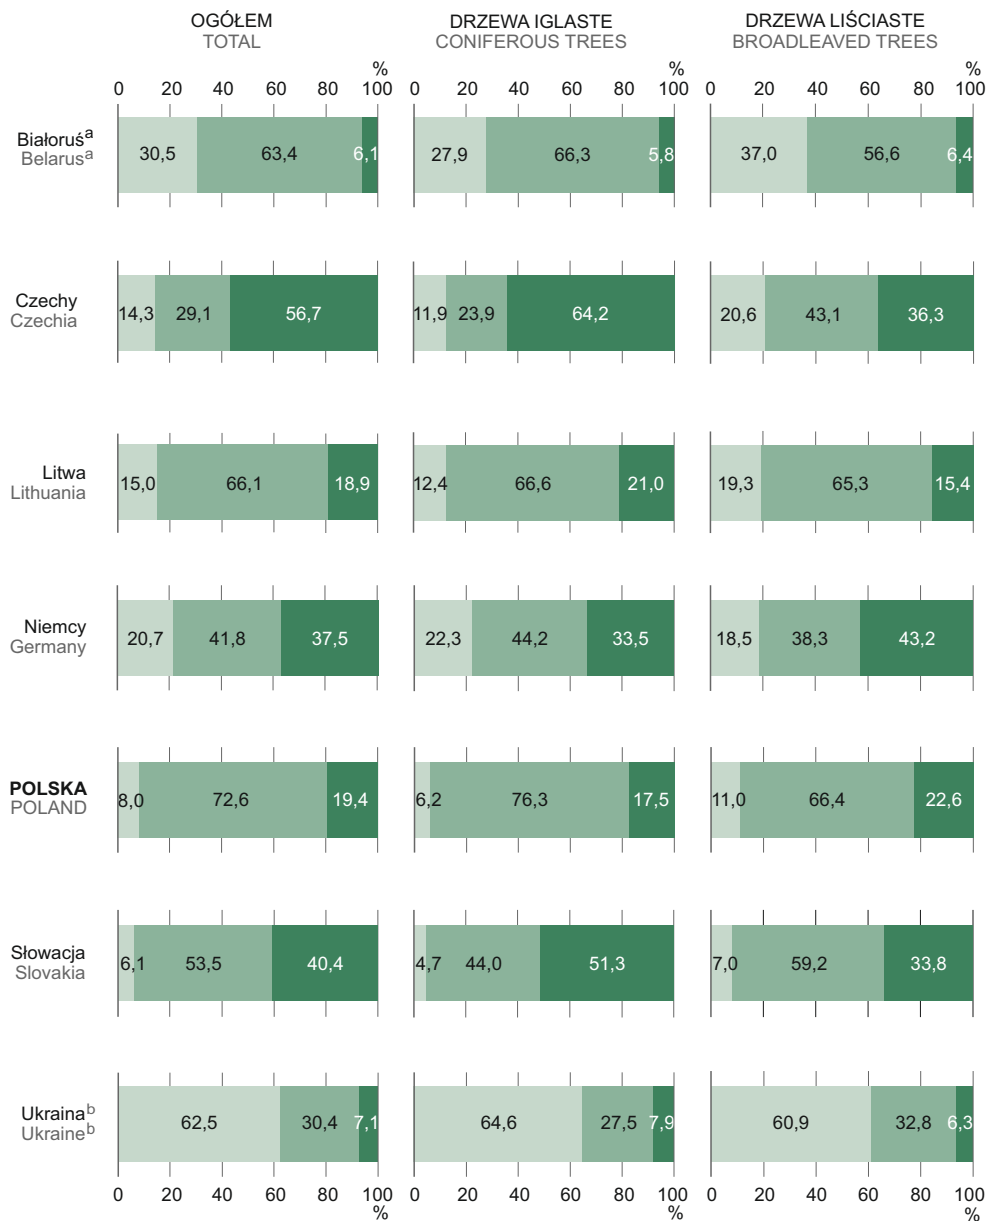 OGÓŁEM
TOTAL
DRZEWA IGLASTE
CONIFEROUS TREES
DRZEWA LIŚCIASTE
BROADLEAVED TREES
% % %
0 20 40 60 80 100 0 20 40 60 80 100 0 20 40 60 80 100
Białoruśᵃ
Belarusᵃ
30,5 63,4 6,1 27,9 66,3 5,8 37,0 56,6 6,4
Czechy
Czechia
14,3 29,1 56,7 11,9 23,9 64,2 20,6 43,1 36,3
Litwa
Lithuania
15,0 66,1 18,9 12,4 66,6 21,0 19,3 65,3 15,4
Niemcy
Germany
20,7 41,8 37,5 22,3 44,2 33,5 18,5 38,3 43,2
POLSKA
POLAND
8,0 72,6 19,4 6,2 76,3 17,5 11,0 66,4 22,6
Słowacja
Slovakia
6,1 53,5 40,4 4,7 44,0 51,3 7,0 59,2 33,8
Ukrainaᵇ
Ukraineᵇ
62,5 30,4 7,1 64,6 27,5 7,9 60,9 32,8 6,3
0 20 40 60 80 100 0 20 40 60 80 100 0 20 40 60 80 100
% % %